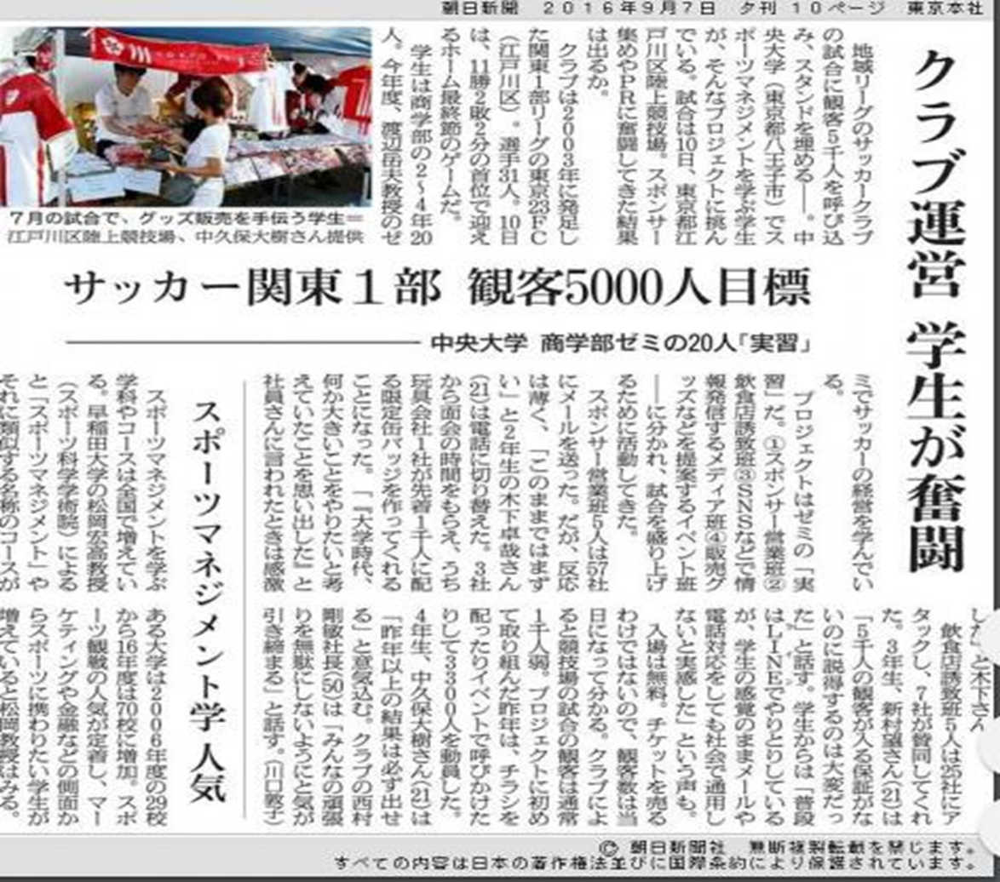 朝日新聞　2016年9月7日　夕刊　10ページ　東京本社
クラブ運営 学生が奮闘
サッカー関東1部 観客5000人目標
中央大学 商学部ゼミの20人「実習」
地域リーグのサッカークラブ
の試合に観客5千人を呼び込
み、スタンドを埋める――。中
央大学（東京都八王子市）でス
ポーツマネジメントを学ぶ学生
が、そんなプロジェクトに挑ん
でいる。試合は10日、東京都江
戸川区陸上競技場。スポンサー
集めやPRに奮闘してきた結果
は出るか。
クラブは2003年に発足し
た関東1部リーグの東京23FC
（江戸川区）。選手31人。10日
は、11勝2敗2分の首位で迎え
るホーム最終節のゲームだ。
学生は商学部の2〜4年20
人。今年度、渡辺岳夫教授のゼ
7月の試合で、グッズ販売を手伝う学生＝
江戸川区陸上競技場、中久保大樹さん提供
ミでサッカーの経営を学んでい
る。
プロジェクトはゼミの「実
習」だ。①スポンサー営業班②
飲食店誘致班③SNSなどで情
報発信するメディア班④販売グ
ッズなどを提案するイベント班
――に分かれ、試合を盛り上げ
るために活動してきた。
スポンサー営業班5人は57社
にメールを送った。だが、反応
は薄く、「このままではまず
い」と2年生の木下卓哉さん
(21)は電話に切り替えた。3社
から面会の時間をもらえ、うち
玩具会社1社が先着1千人に配
る限定缶バッジを作ってくれる
ことになった。「『大学時代、
何か大きいことをやりたいと考
えていたことを思い出した』と
社員さんに言われたときは感激
した」と木下さん。
飲食店誘致班5人は25社にア
タックし、7社が賛同してくれ
た。3年生、新村望さん(21)は
「5千人の観客が入る保証がな
いのに説得するのは大変だっ
た」と話す。学生からは「普段
はLINEでやりとりしている
が、学生の感覚のままメールや
電話対応をしても社会で通用し
ないと実感した」という声も。
入場は無料。チケットを売る
わけではないので、観客数は当
日になって分かる。クラブによ
ると競技場の試合の観客は通常
1千人弱。プロジェクトに初め
て取り組んだ昨年は、チラシを
配ったりイベントで呼びかけた
りして3300人を動員した。
4年生、中久保大樹さん(21)は
「昨年以上の結果は必ず出せ
る」と意気込む。クラブの西村
剛敏社長(50)は「みんなの頑張
りを無駄にしないようにと気が
引き締まる」と話す。（川口敦子）
スポーツマネジメント学 人気
スポーツマネジメントを学ぶ
学科やコースは全国で増えてい
る。早稲田大学の松岡宏高教授
（スポーツ科学学術院）による
と「スポーツマネジメント」や
それに類似する名称のコースが
ある大学は2006年度の29校
から16年度は70校に増加。スポ
ーツ観戦の人気が定着し、マー
ケティングや金融などの側面か
らスポーツに携わりたい学生が
増えていると松岡教授はみる。
© 朝日新聞社　無断複製転載を禁じます。
すべての内容は日本の著作権法並びに国際条約により保護されています。